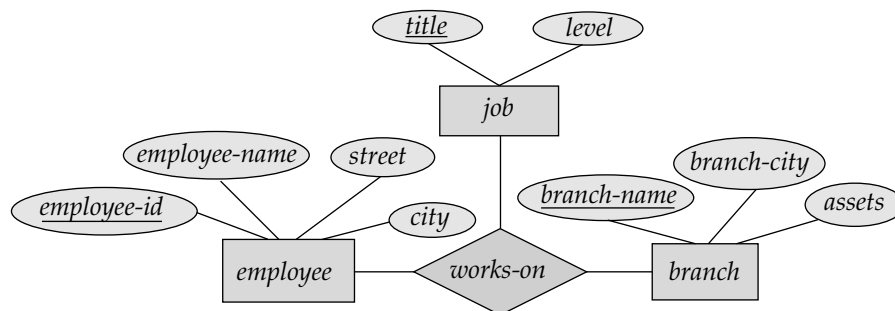 title
level
job
employee-name
street
branch-city
employee-id
city
branch-name
assets
employee
works-on
branch